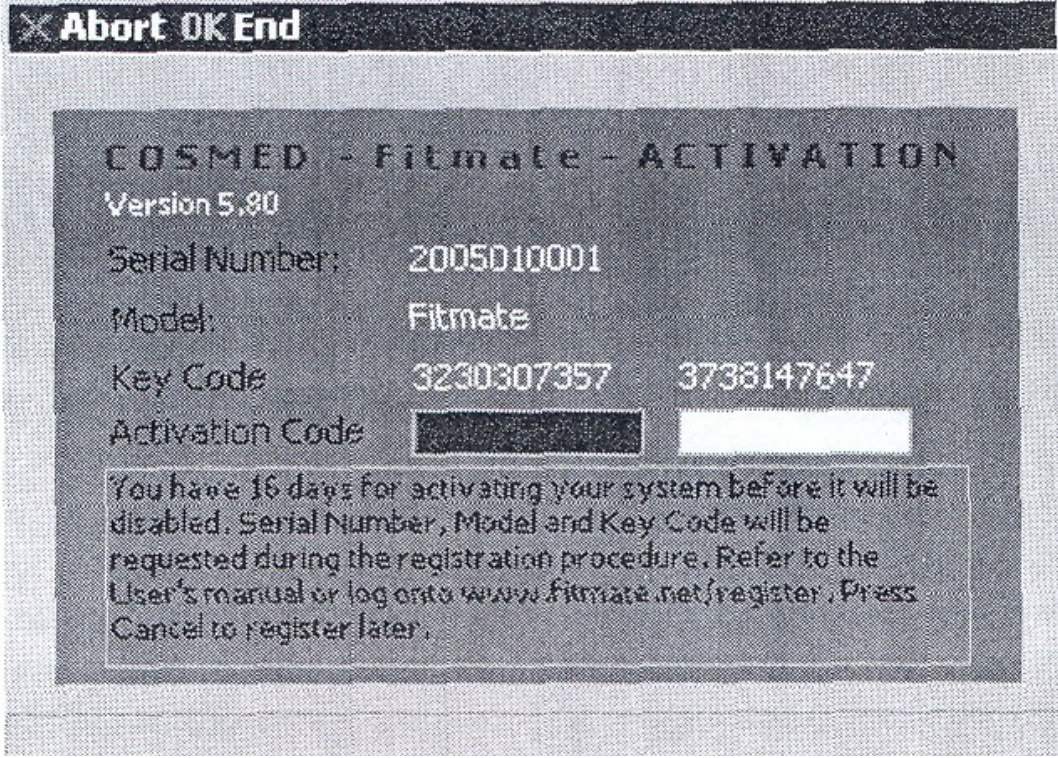 × Abort OK End
COSMED - Fitmate - ACTIVATION
Version 5.80
Serial Number: 2005010001
Model: Fitmate
Key Code 3230307357 3738147647
Activation Code
You have 16 days for activating your system before it will be
disabled. Serial Number, Model and Key Code will be
requested during the registration procedure. Refer to the
User's manual or log onto www.fitmate.net/register. Press
Cancel to register later.